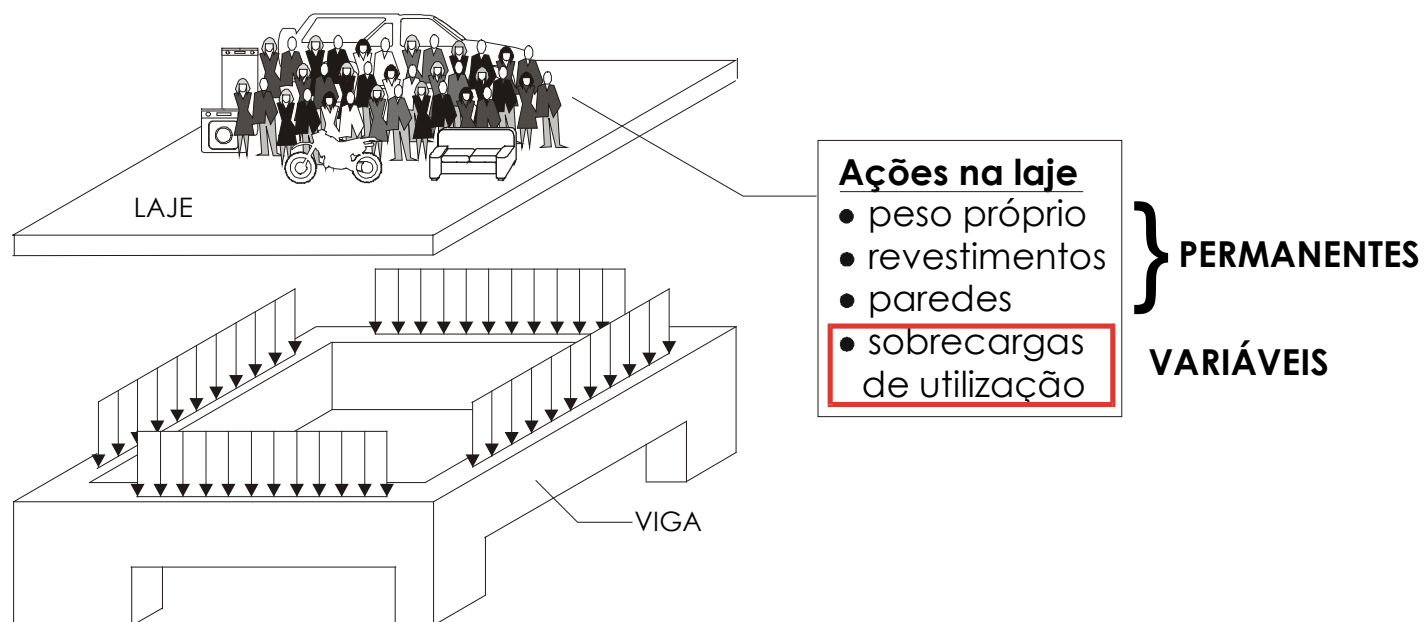 LAJE
Ações na laje
• peso próprio
• revestimentos
• paredes
} PERMANENTES
• sobrecargas
de utilização
VARIÁVEIS
VIGA